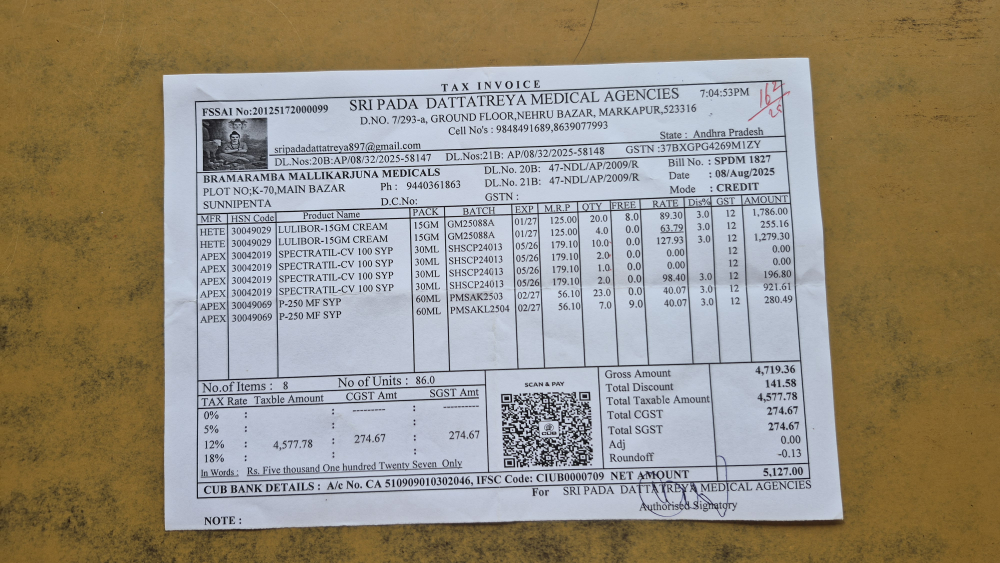 TAX INVOICE
FSSAI No:20125172000099
SRI PADA DATTATREYA MEDICAL AGENCIES
7:04:53PM
162/25
D.NO. 7/293-a, GROUND FLOOR,NEHRU BAZAR, MARKAPUR,523316
Cell No's : 9848491689,8639077993
sripadadattatreya897@gmail.com
State : Andhra Pradesh
DL.Nos:20B:AP/08/32/2025-58147 DL.Nos:21B: AP/08/32/2025-58148 GSTN :37BXGPG4269M1ZY
BRAMARAMBA MALLIKARJUNA MEDICALS DL.No. 20B: 47-NDL/AP/2009/R Bill No. : SPDM 1827
PLOT NO;K-70,MAIN BAZAR Ph : 9440361863 DL.No. 21B: 47-NDL/AP/2009/R Date : 08/Aug/2025
SUNNIPENTA D.C.No: GSTN : Mode : CREDIT
MFR HSN Code Product Name PACK BATCH EXP M.R.P QTY FREE RATE Dis% GST AMOUNT
HETE 30049029 LULIBOR-15GM CREAM 15GM GM25088A 01/27 125.00 20.0 8.0 89.30 3.0 12 1,786.00
HETE 30049029 LULIBOR-15GM CREAM 15GM GM25088A 01/27 125.00 4.0 0.0 63.79 3.0 12 255.16
APEX 30042019 SPECTRATIL-CV 100 SYP 30ML SHSCP24013 05/26 179.10 10.0 0.0 127.93 3.0 12 1,279.30
APEX 30042019 SPECTRATIL-CV 100 SYP 30ML SHSCP24013 05/26 179.10 2.0 0.0 0.00 12 0.00
APEX 30042019 SPECTRATIL-CV 100 SYP 30ML SHSCP24013 05/26 179.10 1.0 0.0 0.00 12 0.00
APEX 30042019 SPECTRATIL-CV 100 SYP 30ML SHSCP24013 05/26 179.10 2.0 0.0 98.40 3.0 12 196.80
APEX 30049069 P-250 MF SYP 60ML PMSAK2503 02/27 56.10 23.0 0.0 40.07 3.0 12 921.61
APEX 30049069 P-250 MF SYP 60ML PMSAKL2504 02/27 56.10 7.0 9.0 40.07 3.0 12 280.49
No.of Items : 8 No of Units : 86.0
TAX Rate Taxble Amount CGST Amt SGST Amt
0% : ---------- : ----------
5% : : :
12% : 4,577.78 : 274.67 : 274.67
18% : : :
In Words : Rs. Five thousand One hundred Twenty Seven Only
SCAN & PAY
CUB
Gross Amount 4,719.36
Total Discount 141.58
Total Taxable Amount 4,577.78
Total CGST 274.67
Total SGST 274.67
Adj 0.00
Roundoff -0.13
CUB BANK DETAILS : A/c No. CA 510909010302046, IFSC Code: CIUB0000709 NET AMOUNT 5,127.00
For SRI PADA DATTATREYA MEDICAL AGENCIES
Authorised Signatory
NOTE :